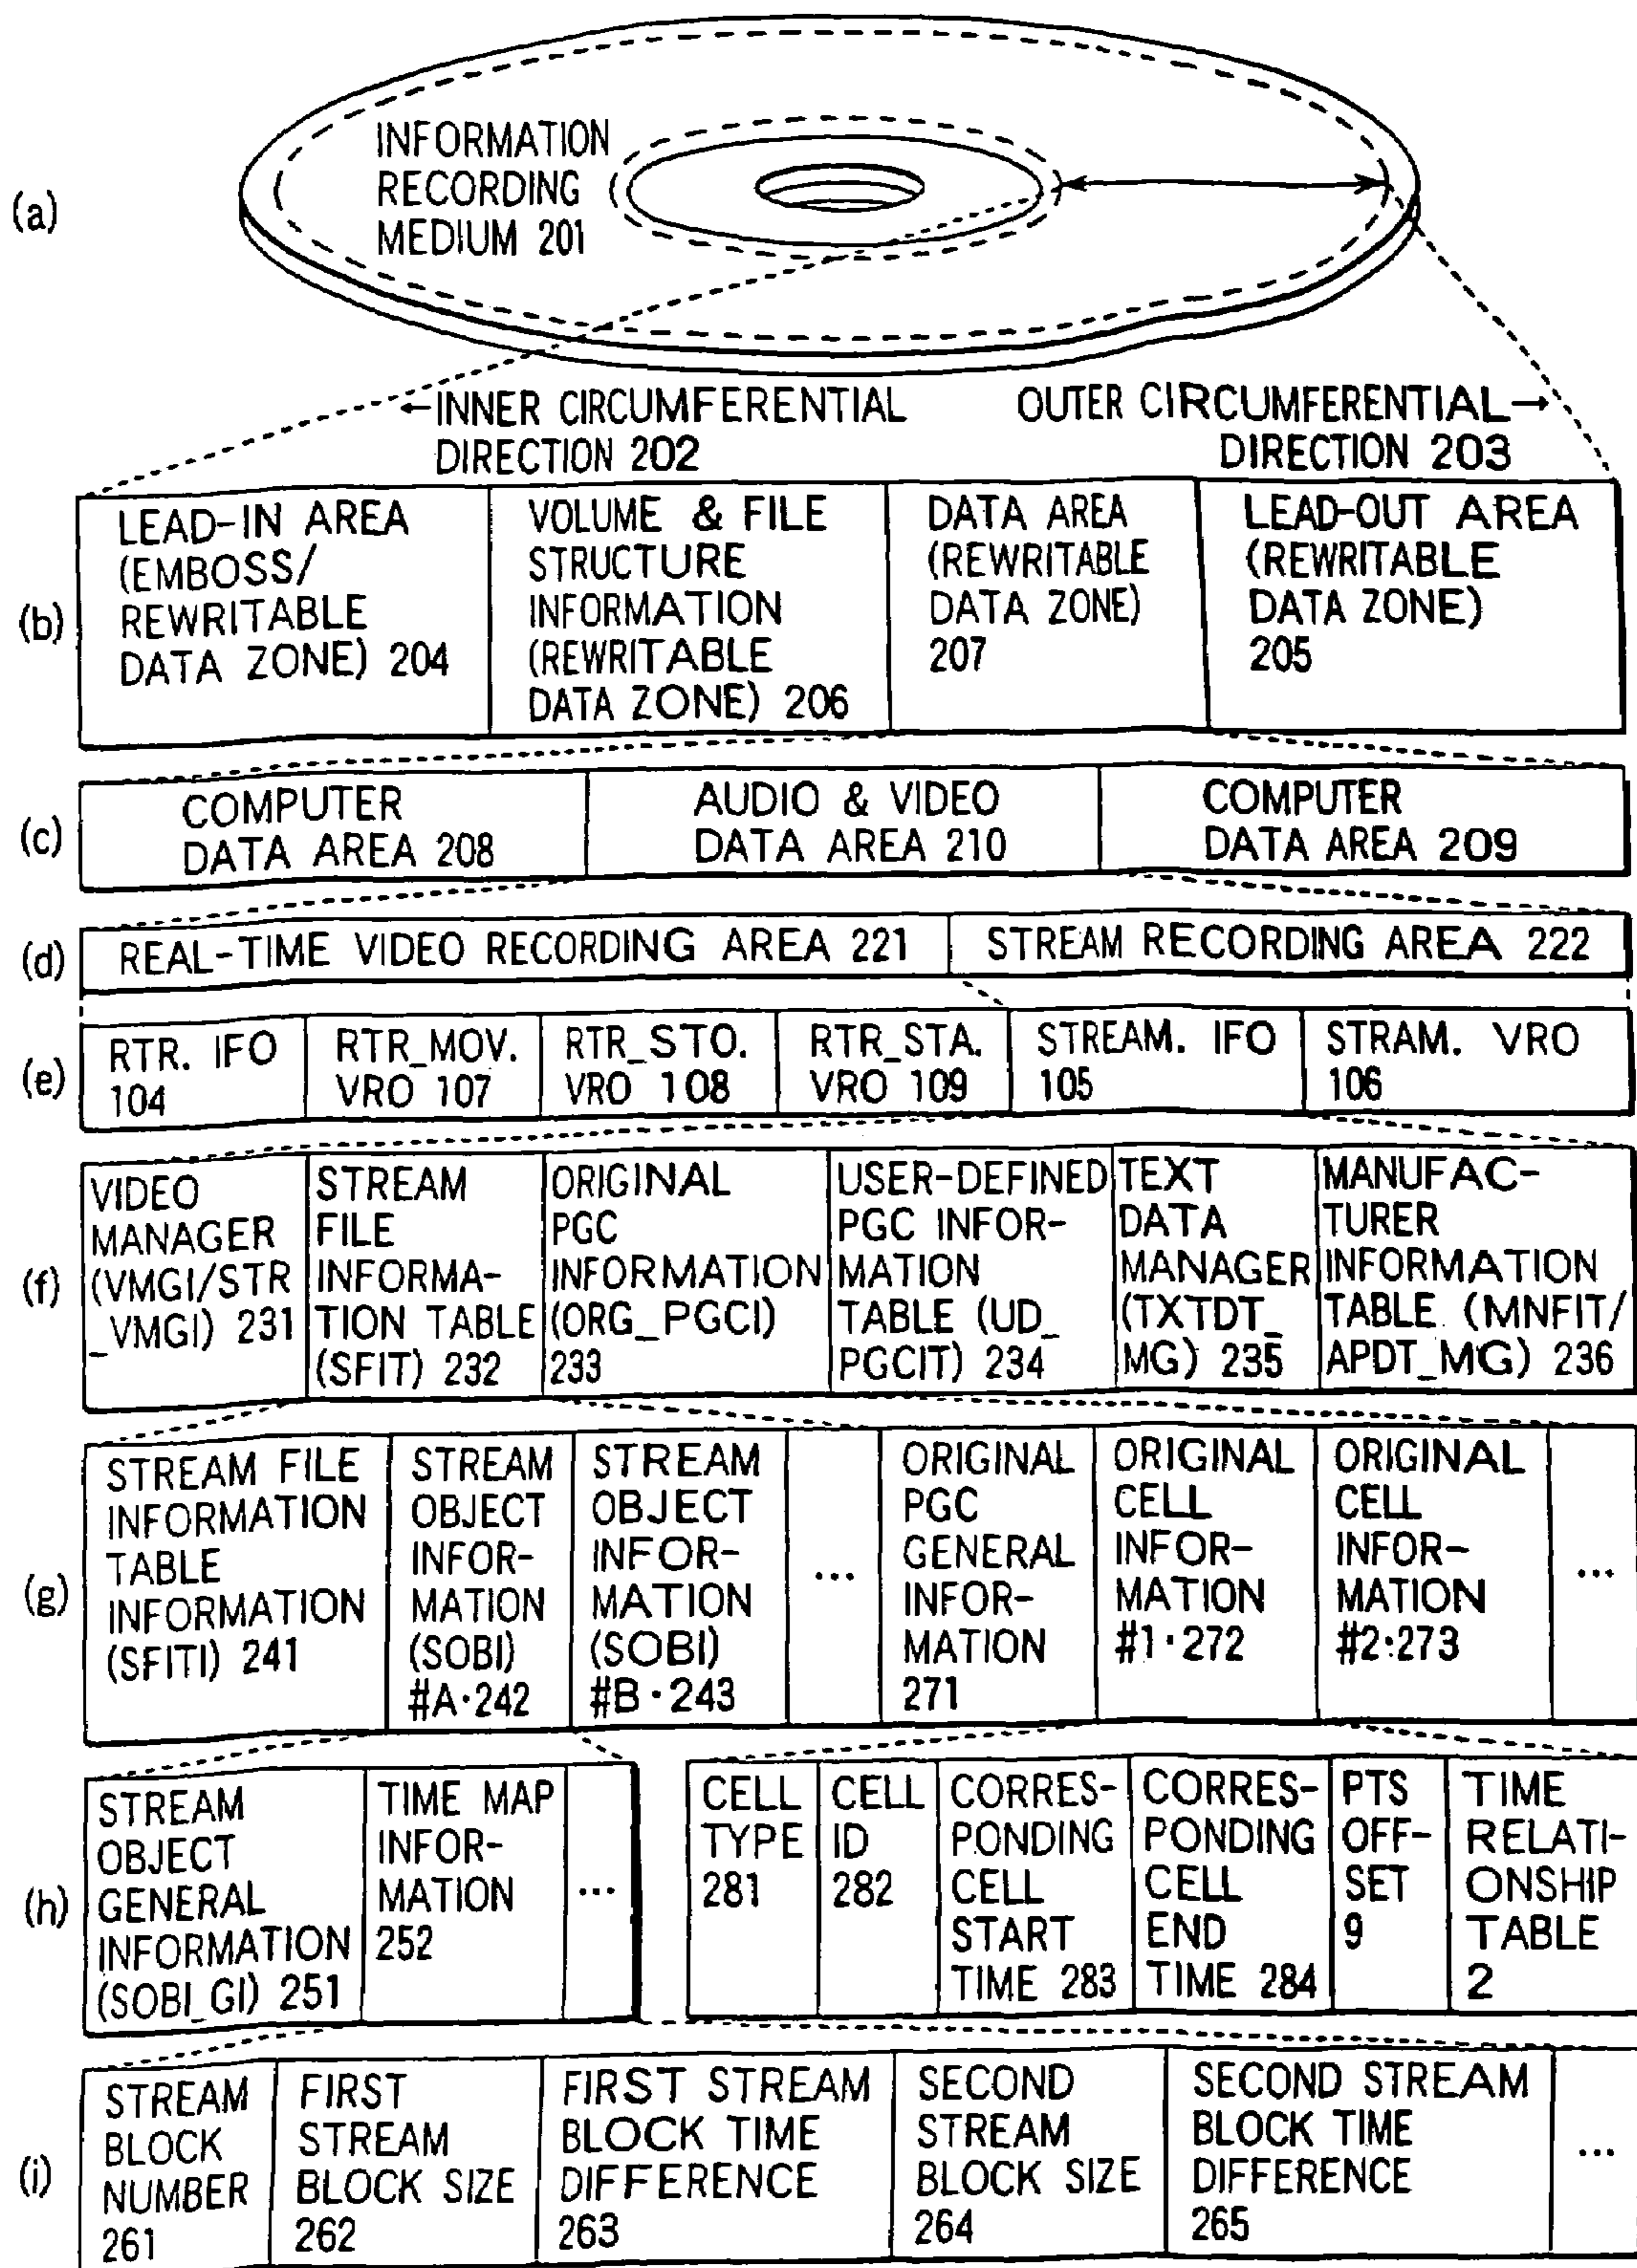 (a)
INFORMATION
RECORDING
MEDIUM 201
←INNER CIRCUMFERENTIAL
DIRECTION 202
OUTER CIRCUMFERENTIAL→
DIRECTION 203
(b)
LEAD-IN AREA
(EMBOSS/
REWRITABLE
DATA ZONE) 204
VOLUME & FILE
STRUCTURE
INFORMATION
(REWRITABLE
DATA ZONE) 206
DATA AREA
(REWRITABLE
DATA ZONE)
207
LEAD-OUT AREA
(REWRITABLE
DATA ZONE)
205
(c)
COMPUTER
DATA AREA 208
AUDIO & VIDEO
DATA AREA 210
COMPUTER
DATA AREA 209
(d)
REAL-TIME VIDEO RECORDING AREA 221
STREAM RECORDING AREA 222
(e)
RTR. IFO
104
RTR_MOV.
VRO 107
RTR_STO.
VRO 108
RTR_STA.
VRO 109
STREAM. IFO
105
STRAM. VRO
106
(f)
VIDEO
MANAGER
(VMGI/STR
_VMGI) 231
STREAM
FILE
INFORMA-
TION TABLE
(SFIT) 232
ORIGINAL
PGC
INFORMATION
(ORG_PGCI)
233
USER-DEFINED
PGC INFOR-
MATION
TABLE (UD_
PGCIT) 234
TEXT
DATA
MANAGER
(TXTDT_
MG) 235
MANUFAC-
TURER
INFORMATION
TABLE. (MNFIT/
APDT_MG) 236
(g)
STREAM FILE
INFORMATION
TABLE
INFORMATION
(SFITI) 241
STREAM
OBJECT
INFOR-
MATION
(SOBI)
#A·242
STREAM
OBJECT
INFOR-
MATION
(SOBI)
#B·243
...
ORIGINAL
PGC
GENERAL
INFOR-
MATION
271
ORIGINAL
CELL
INFOR-
MATION
#1·272
ORIGINAL
CELL
INFOR-
MATION
#2:273
...
(h)
STREAM
OBJECT
GENERAL
INFORMATION
(SOBI_GI) 251
TIME MAP
INFOR-
MATION
252
...
CELL
TYPE
281
CELL
ID
282
CORRES-
PONDING
CELL
START
TIME 283
CORRES-
PONDING
CELL
END
TIME 284
PTS
OFF-
SET
9
TIME
RELATI-
ONSHIP
TABLE
2
(i)
STREAM
BLOCK
NUMBER
261
FIRST
STREAM
BLOCK SIZE
262
FIRST STREAM
BLOCK TIME
DIFFERENCE
263
SECOND
STREAM
BLOCK SIZE
264
SECOND STREAM
BLOCK TIME
DIFFERENCE
265
...